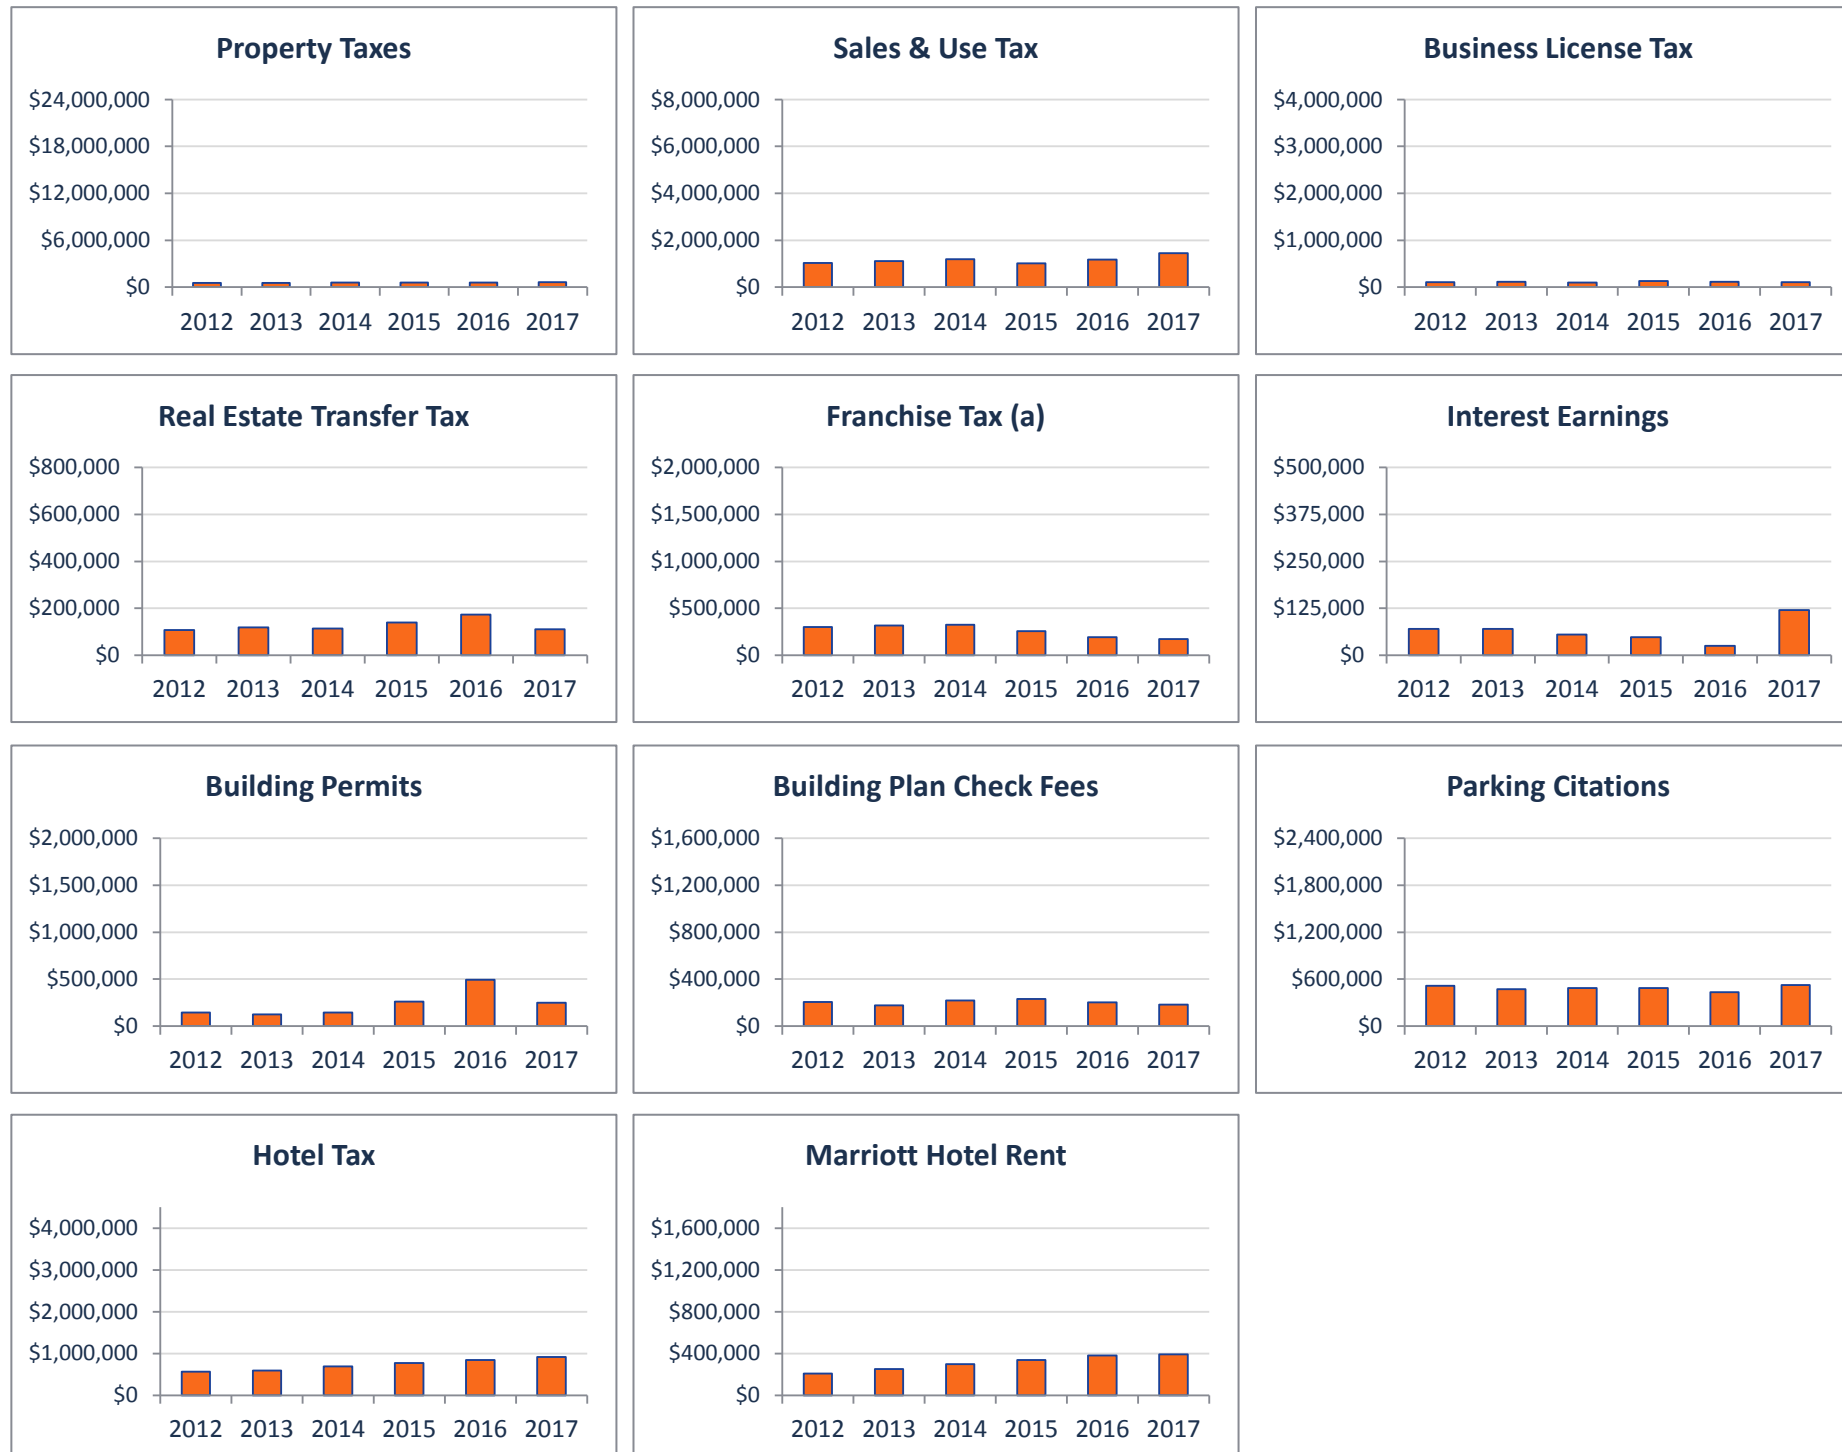 Property Taxes
$24,000,000
$18,000,000
$12,000,000
$6,000,000
$0
2012 2013 2014 2015 2016 2017
Sales & Use Tax
$8,000,000
$6,000,000
$4,000,000
$2,000,000
$0
2012 2013 2014 2015 2016 2017
Business License Tax
$4,000,000
$3,000,000
$2,000,000
$1,000,000
$0
2012 2013 2014 2015 2016 2017
Real Estate Transfer Tax
$800,000
$600,000
$400,000
$200,000
$0
2012 2013 2014 2015 2016 2017
Franchise Tax (a)
$2,000,000
$1,500,000
$1,000,000
$500,000
$0
2012 2013 2014 2015 2016 2017
Interest Earnings
$500,000
$375,000
$250,000
$125,000
$0
2012 2013 2014 2015 2016 2017
Building Permits
$2,000,000
$1,500,000
$1,000,000
$500,000
$0
2012 2013 2014 2015 2016 2017
Building Plan Check Fees
$1,600,000
$1,200,000
$800,000
$400,000
$0
2012 2013 2014 2015 2016 2017
Parking Citations
$2,400,000
$1,800,000
$1,200,000
$600,000
$0
2012 2013 2014 2015 2016 2017
Hotel Tax
$4,000,000
$3,000,000
$2,000,000
$1,000,000
$0
2012 2013 2014 2015 2016 2017
Marriott Hotel Rent
$1,600,000
$1,200,000
$800,000
$400,000
$0
2012 2013 2014 2015 2016 2017